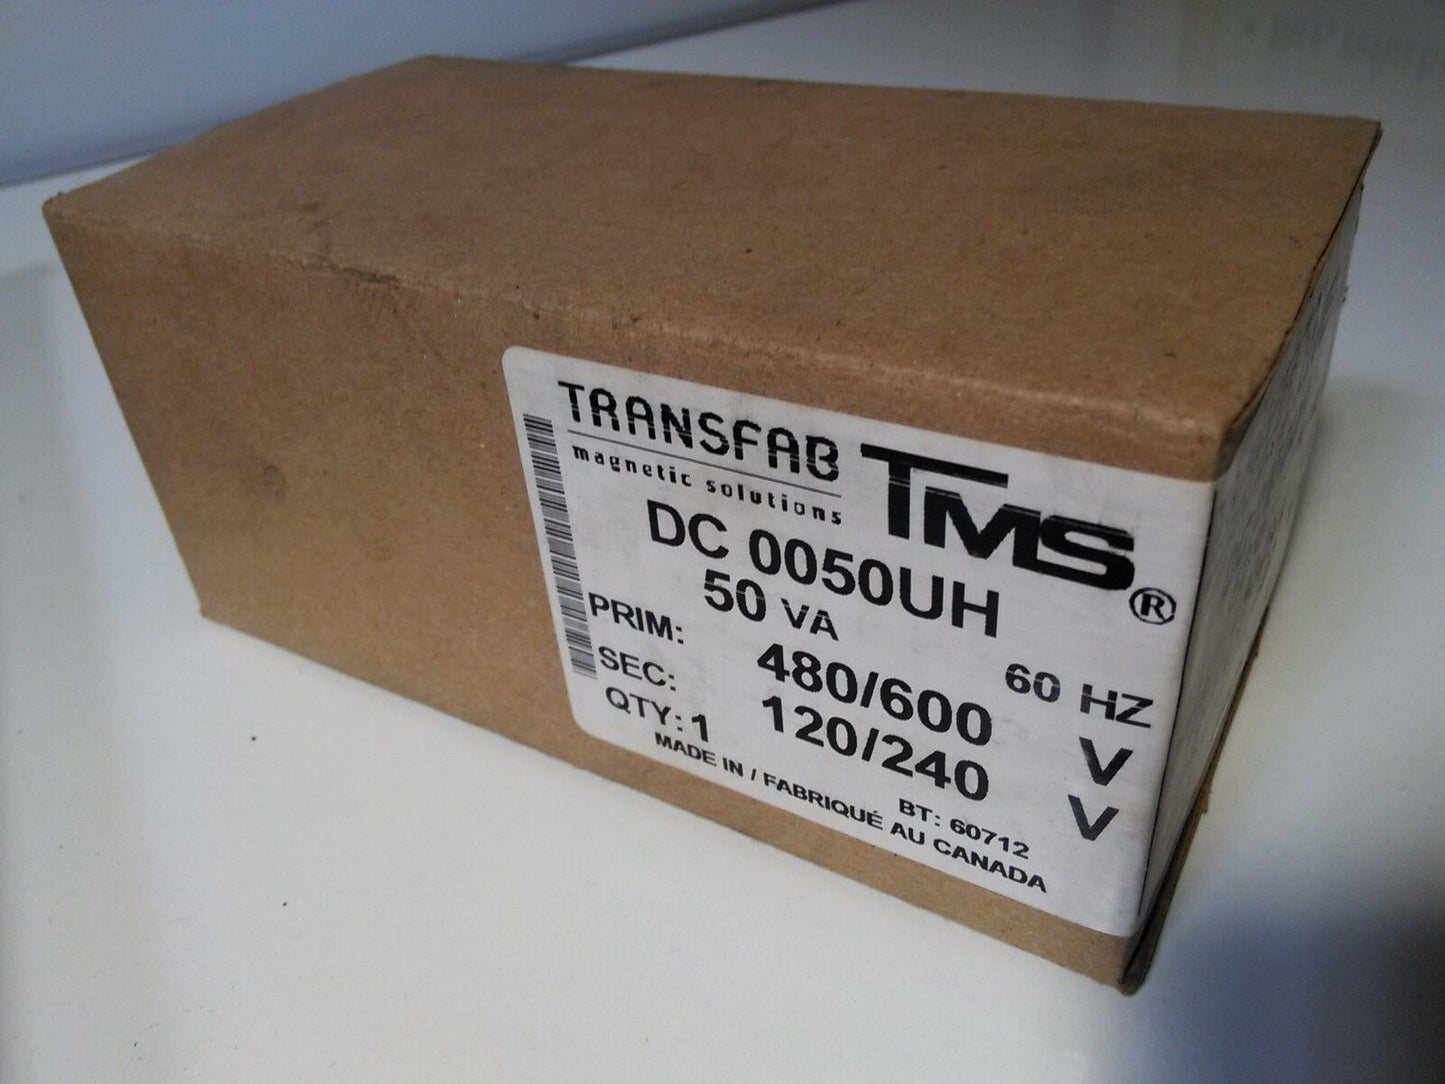 TRANSFAB TMS®
magnetic solutions
DC 0050UH
50 VA 60 HZ
PRIM: 480/600 V
SEC: 120/240 V
QTY: 1 BT: 60712
MADE IN / FABRIQUÉ AU CANADA